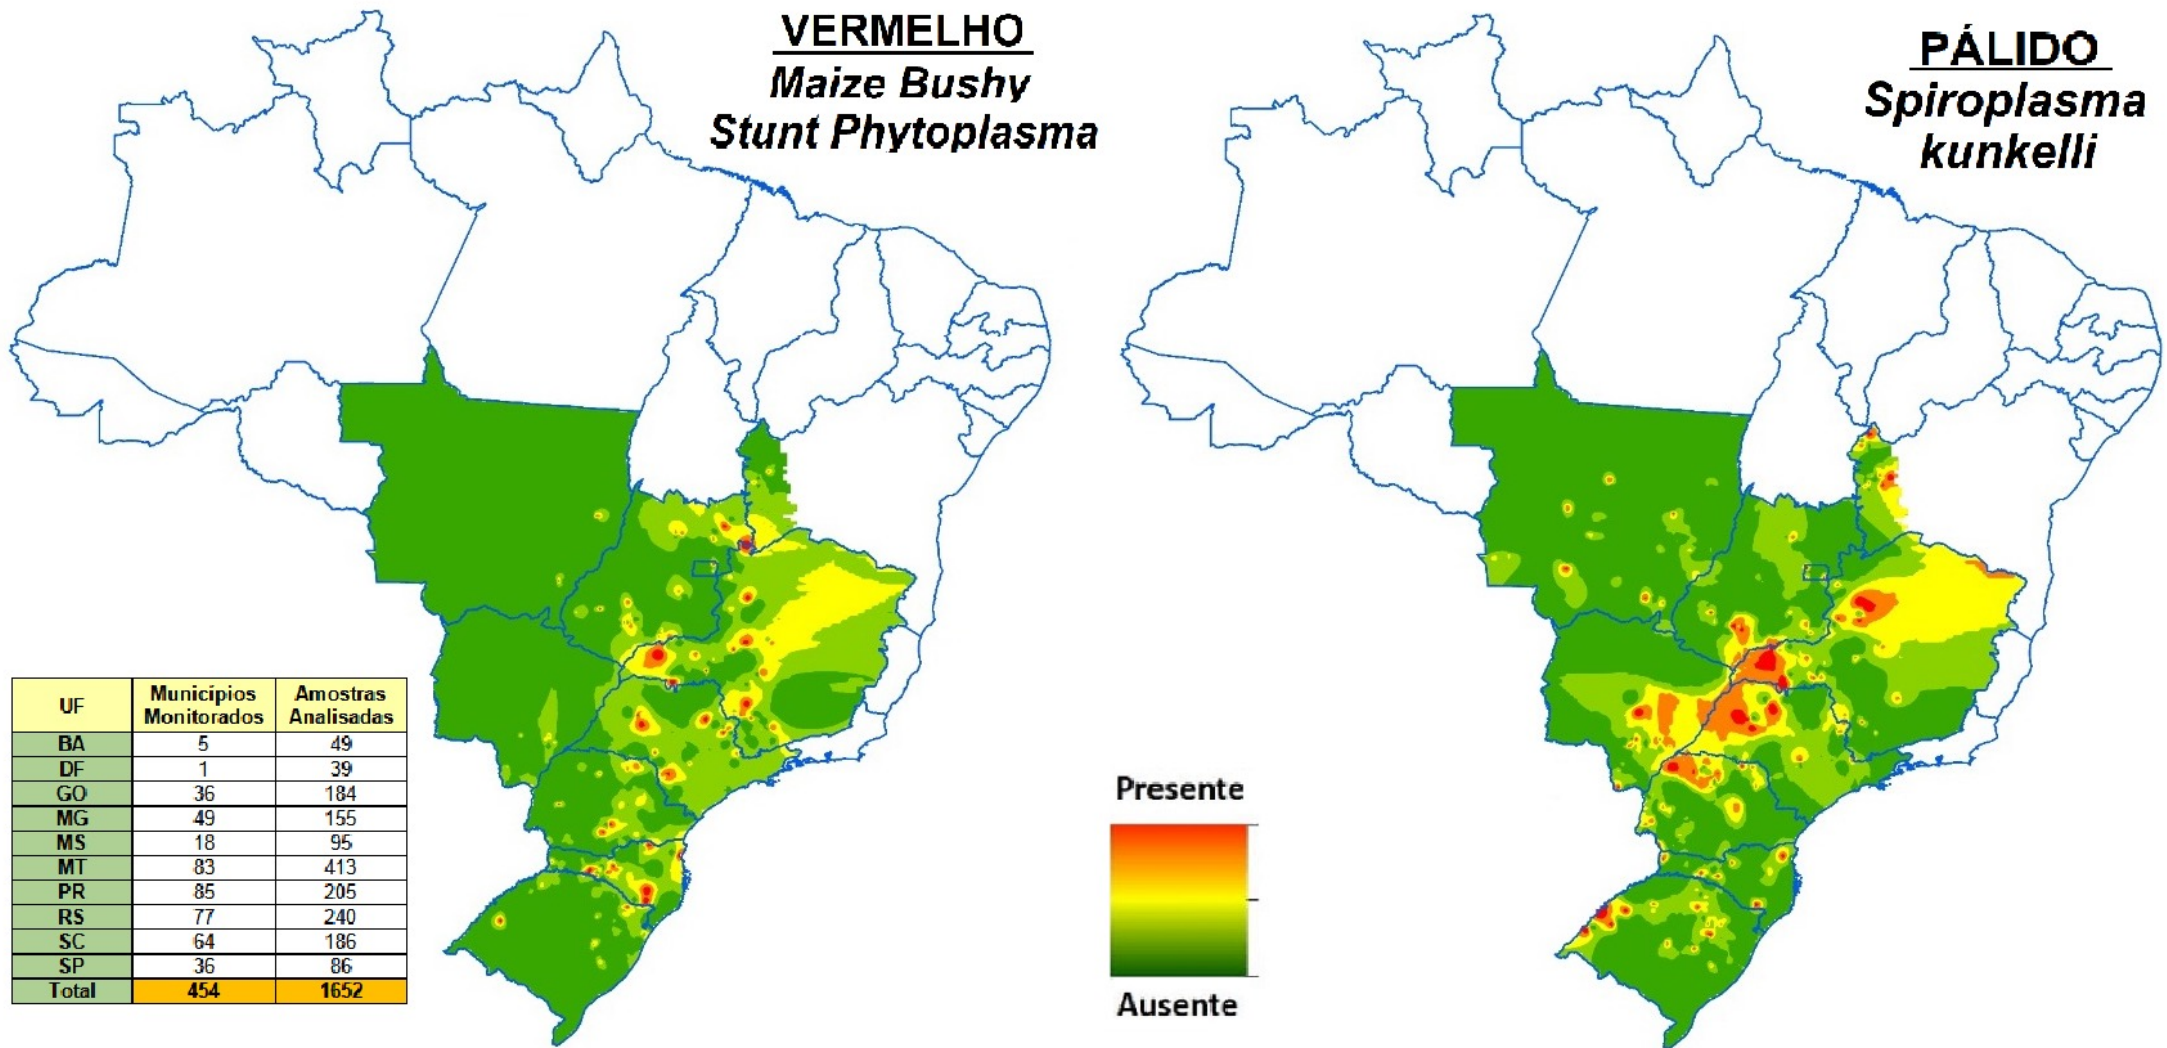 VERMELHO
Maize Bushy
Stunt Phytoplasma
PÁLIDO
Spiroplasma
kunkelli
UF Municípios Monitorados Amostras Analisadas
BA 5 49
DF 1 39
GO 36 184
MG 49 155
MS 18 95
MT 83 413
PR 85 205
RS 77 240
SC 64 186
SP 36 86
Total 454 1652
Presente
Ausente